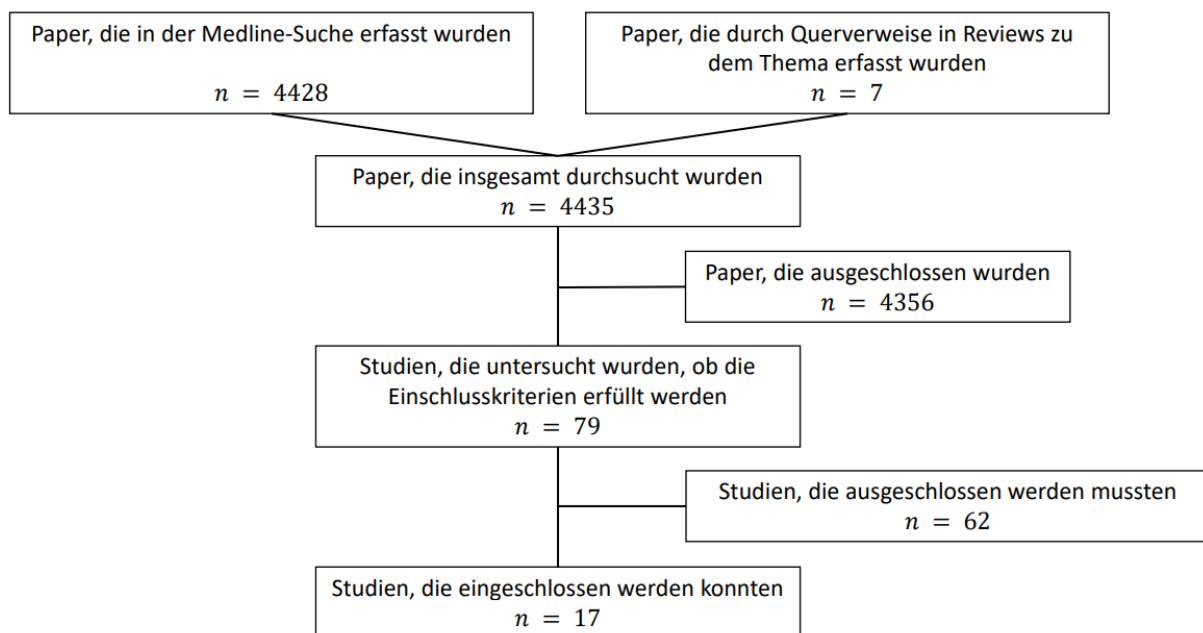 Paper, die in der Medline-Suche erfasst wurden
n = 4428
Paper, die durch Querverweise in Reviews zu
dem Thema erfasst wurden
n = 7
Paper, die insgesamt durchsucht wurden
n = 4435
Paper, die ausgeschlossen wurden
n = 4356
Studien, die untersucht wurden, ob die
Einschlusskriterien erfüllt werden
n = 79
Studien, die ausgeschlossen werden mussten
n = 62
Studien, die eingeschlossen werden konnten
n = 17